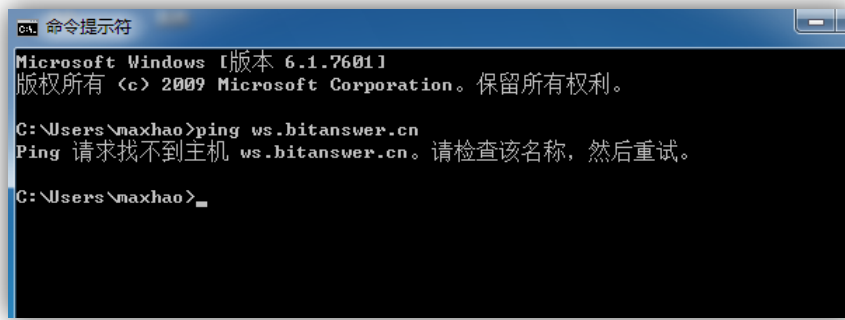 命令提示符
Microsoft Windows [版本 6.1.7601]
版权所有 (c) 2009 Microsoft Corporation。保留所有权利。
C:\Users\maxhao>ping ws.bitanswer.cn
Ping 请求找不到主机 ws.bitanswer.cn。请检查该名称，然后重试。
C:\Users\maxhao>_